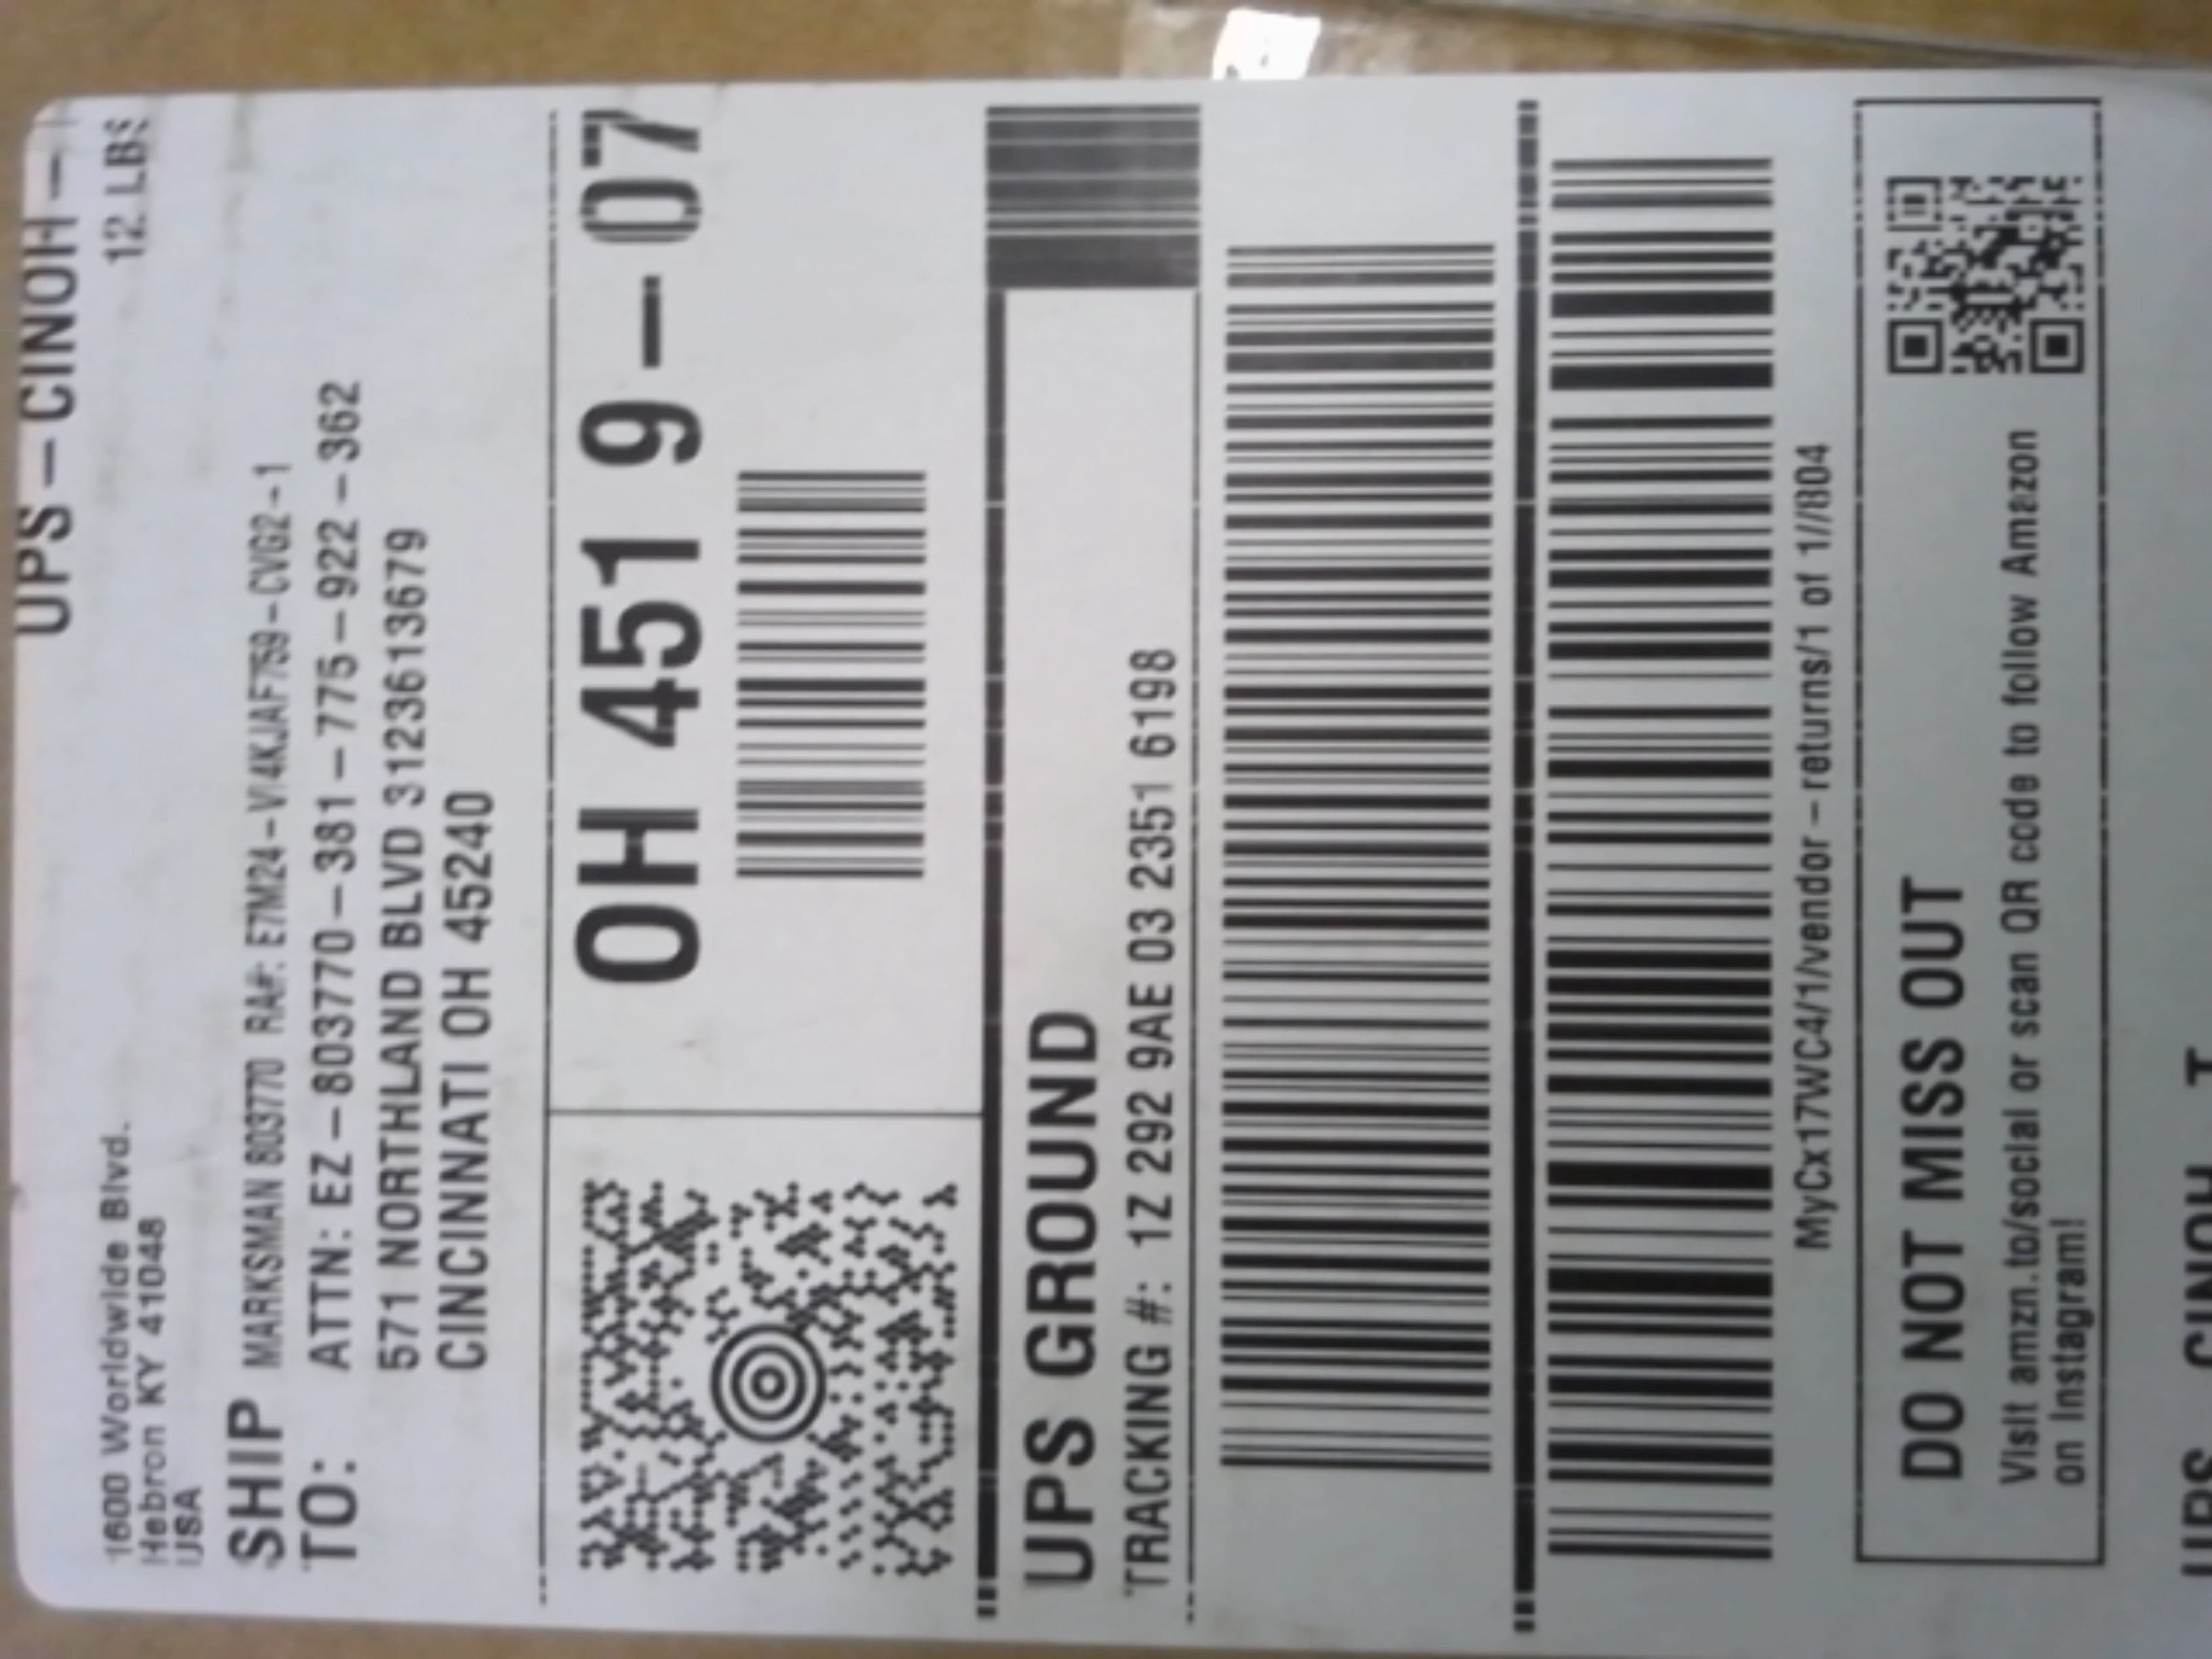 UPS-CINOH-
12 LBS
1600 Worldwide Blvd.
Hebron KY 41048
USA
SHIP TO:
MARKSMAN 803770 RA#: E7M24-VI4KJAF759-CVG2-1
ATTN: EZ-803770-381-775-922-362
571 NORTHLAND BLVD 3123613679
CINCINNATI OH 45240
OH 451 9-07
UPS GROUND
TRACKING #: 1Z 292 9AE 03 2351 6198
MyCx17WC4/1/vendor-returns/1 of 1//804
DO NOT MISS OUT
Visit amzn.to/social or scan QR code to follow Amazon
on Instagram!
UPS CINOH T